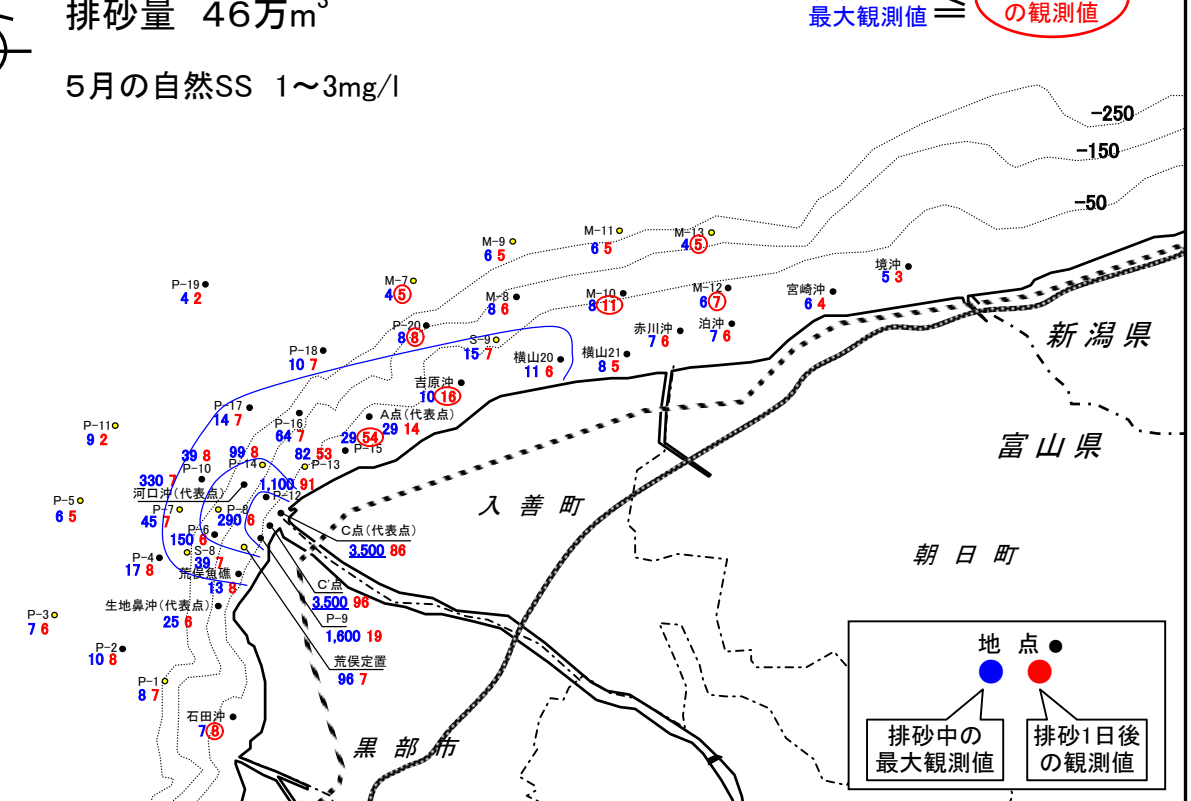 排砂量 46万m³
最大観測値 ≦ の観測値
5月の自然SS 1～3mg/l
-250
-150
-50
M-11
6 5
M-13
4 5
M-9
6 5
境沖
5 3
P-19
4 2
M-7
4 5
M-8
8 6
M-10
8 11
M-12
6 7
宮崎沖
6 4
P-20
8 8
S-9
15 7
赤川沖
7 6
泊沖
7 6
新潟県
P-18
10 7
横山20
11 6
横山21
8 5
吉原沖
10 16
P-17
14 7
P-16
64 7
A点(代表点)
29 14
29 54
P-15
P-11
9 2
富山県
39 8
P-10
99 8
P-14
82 53
P-13
330 7
河口沖(代表点)
1,100 91
P-12
入善町
P-5
6 5
P-7
45 7
P-8
290 6
C点(代表点)
3,500 86
P-6
150 6
朝日町
P-4
17 8
S-8
39 7
荒俣魚礁
13 8
C'点
3,500 96
生地鼻沖(代表点)
25 6
P-3
7 6
P-9
1,600 19
P-2
10 8
荒俣定置
96 7
P-1
8 7
石田沖
7 8
黒部市
地 点
排砂中の
最大観測値
排砂1日後
の観測値